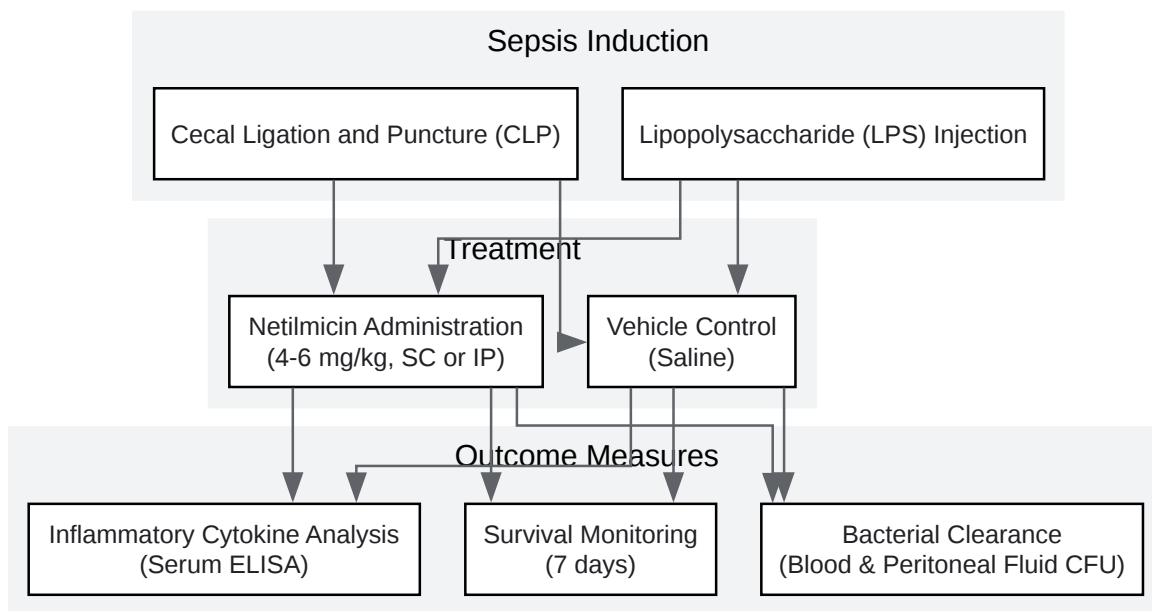 Sepsis Induction
Cecal Ligation and Puncture (CLP)
Lipopolysaccharide (LPS) Injection
Treatment
Netilmicin Administration
(4-6 mg/kg, SC or IP)
Vehicle Control
(Saline)
Outcome Measures
Inflammatory Cytokine Analysis
(Serum ELISA)
Survival Monitoring
(7 days)
Bacterial Clearance
(Blood & Peritoneal Fluid CFU)